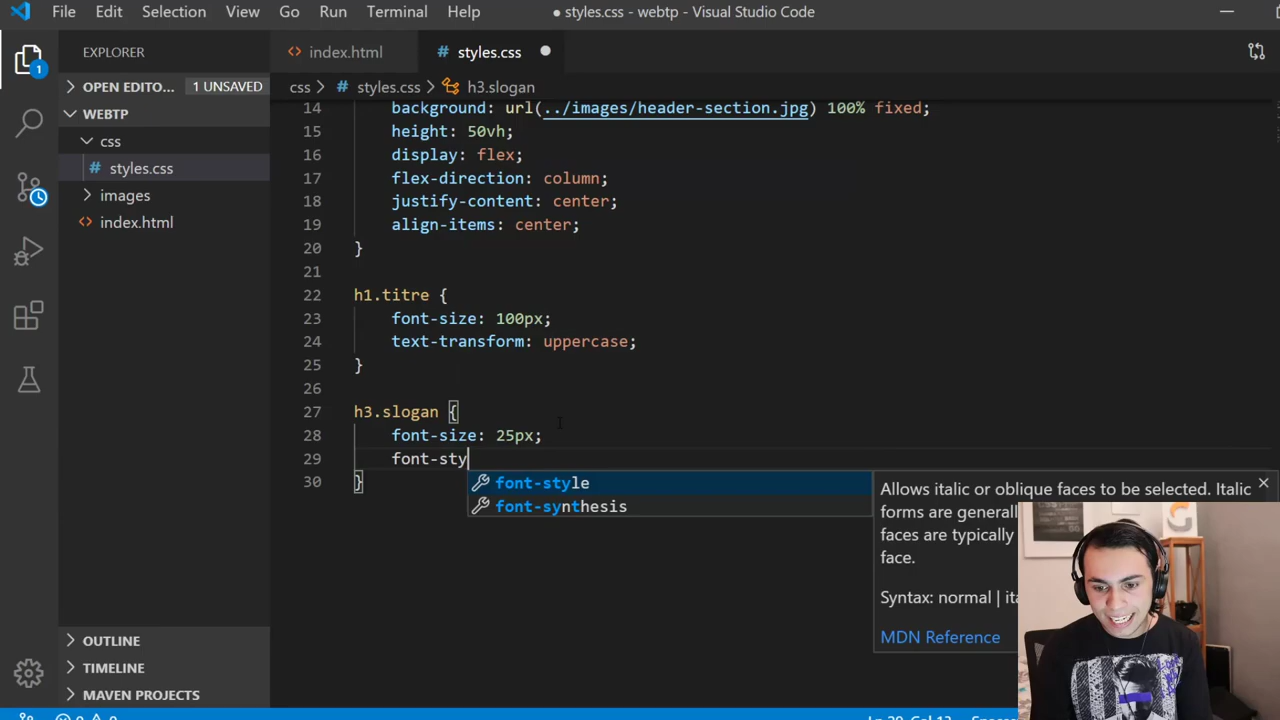 File Edit Selection View Go Run Terminal Help
● styles.css - webtp - Visual Studio Code
EXPLORER
<> index.html
# styles.css ●
OPEN EDITO... 1 UNSAVED
css > # styles.css > h3.slogan
WEBTP
css
# styles.css
images
<> index.html
14 background: url(../images/header-section.jpg) 100% fixed;
15 height: 50vh;
16 display: flex;
17 flex-direction: column;
18 justify-content: center;
19 align-items: center;
20 }
21
22 h1.titre {
23 font-size: 100px;
24 text-transform: uppercase;
25 }
26
27 h3.slogan {
28 font-size: 25px;
29 font-sty
30 }
font-style
font-synthesis
Allows italic or oblique faces to be selected. Italic
forms are generall
faces are typically
face.
Syntax: normal | ita
MDN Reference
1
OUTLINE
TIMELINE
MAVEN PROJECTS